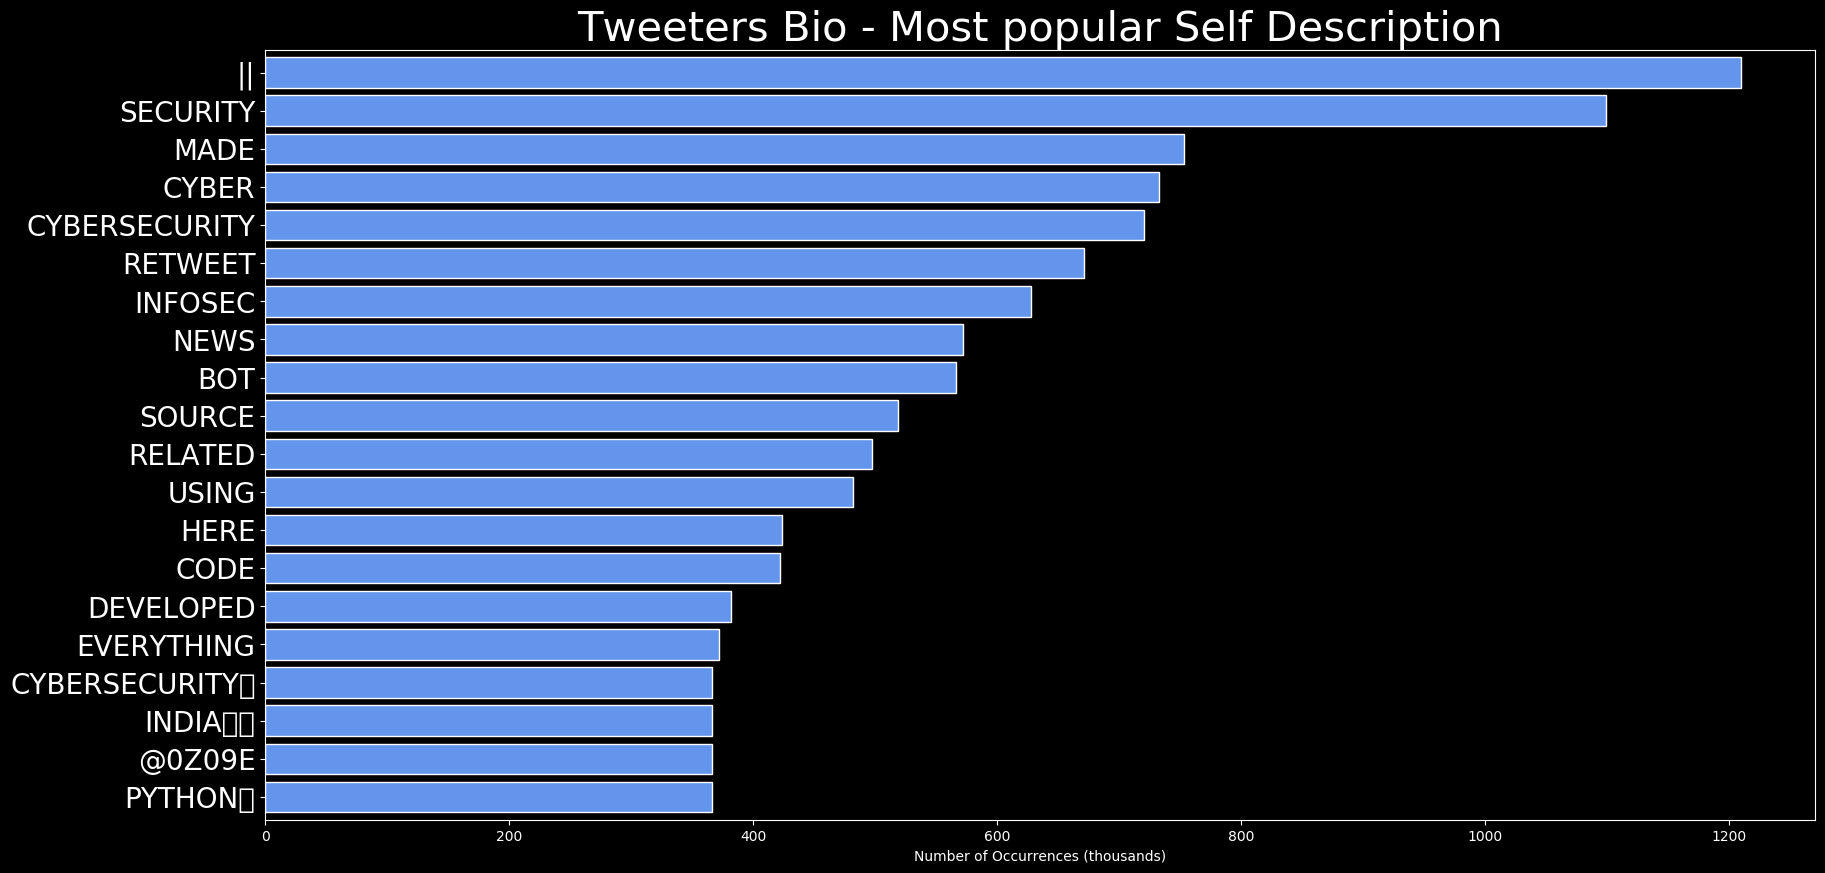 Tweeters Bio - Most popular Self Description
||
SECURITY
MADE
CYBER
CYBERSECURITY
RETWEET
INFOSEC
NEWS
BOT
SOURCE
RELATED
USING
HERE
CODE
DEVELOPED
EVERYTHING
CYBERSECURITY▯
INDIA▯▯
@0Z09E
PYTHON▯
0 200 400 600 800 1000 1200
Number of Occurrences (thousands)